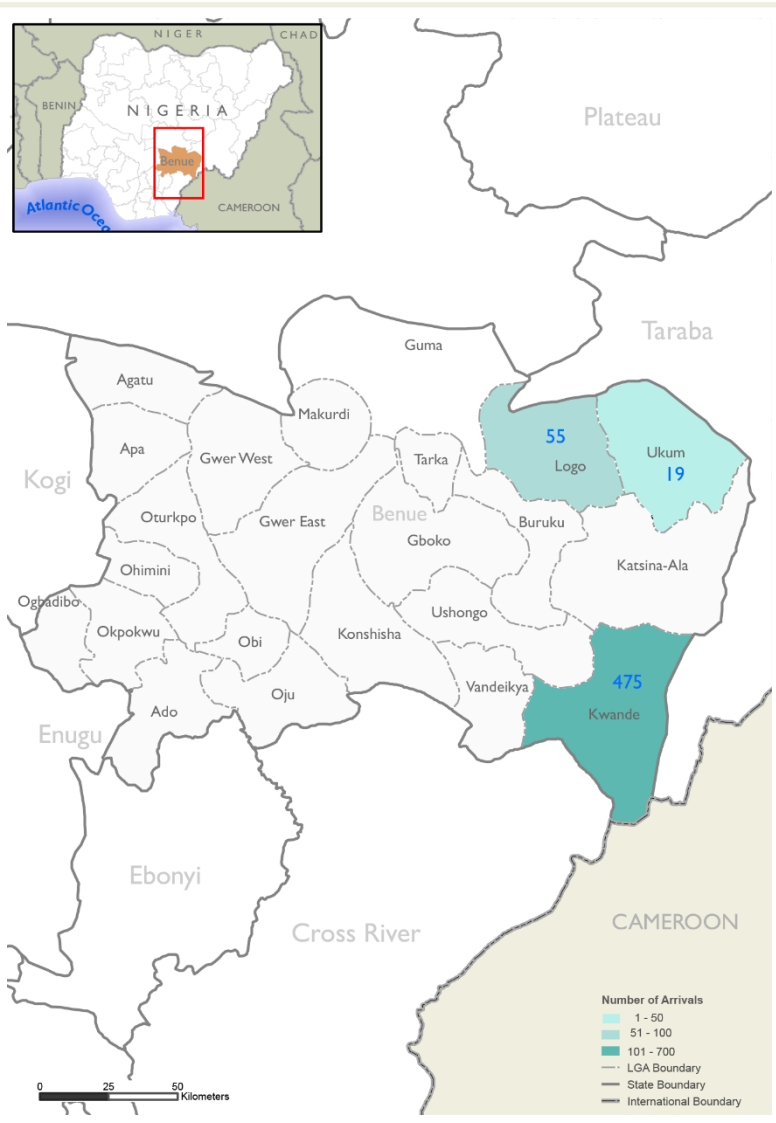 NIGER
CHAD
BENIN
NIGERIA
Benue
CAMEROON
Atlantic Ocea
Plateau
Taraba
Guma
Agatu
Makurdi
55
Logo
Ukum
19
Apa
Gwer West
Tarka
Kogi
Oturkpo
Gwer East
Benue
Buruku
Gboko
Katsina-Ala
Ohimini
Ogbadibo
Ushongo
Okpokwu
Obi
Konshisha
475
Vandeikya
Oju
Kwande
Ado
Enugu
Ebonyi
Cross River
CAMEROON
Number of Arrivals
1 - 50
51 - 100
101 - 700
LGA Boundary
State Boundary
International Boundary
0 25 50
Kilometers